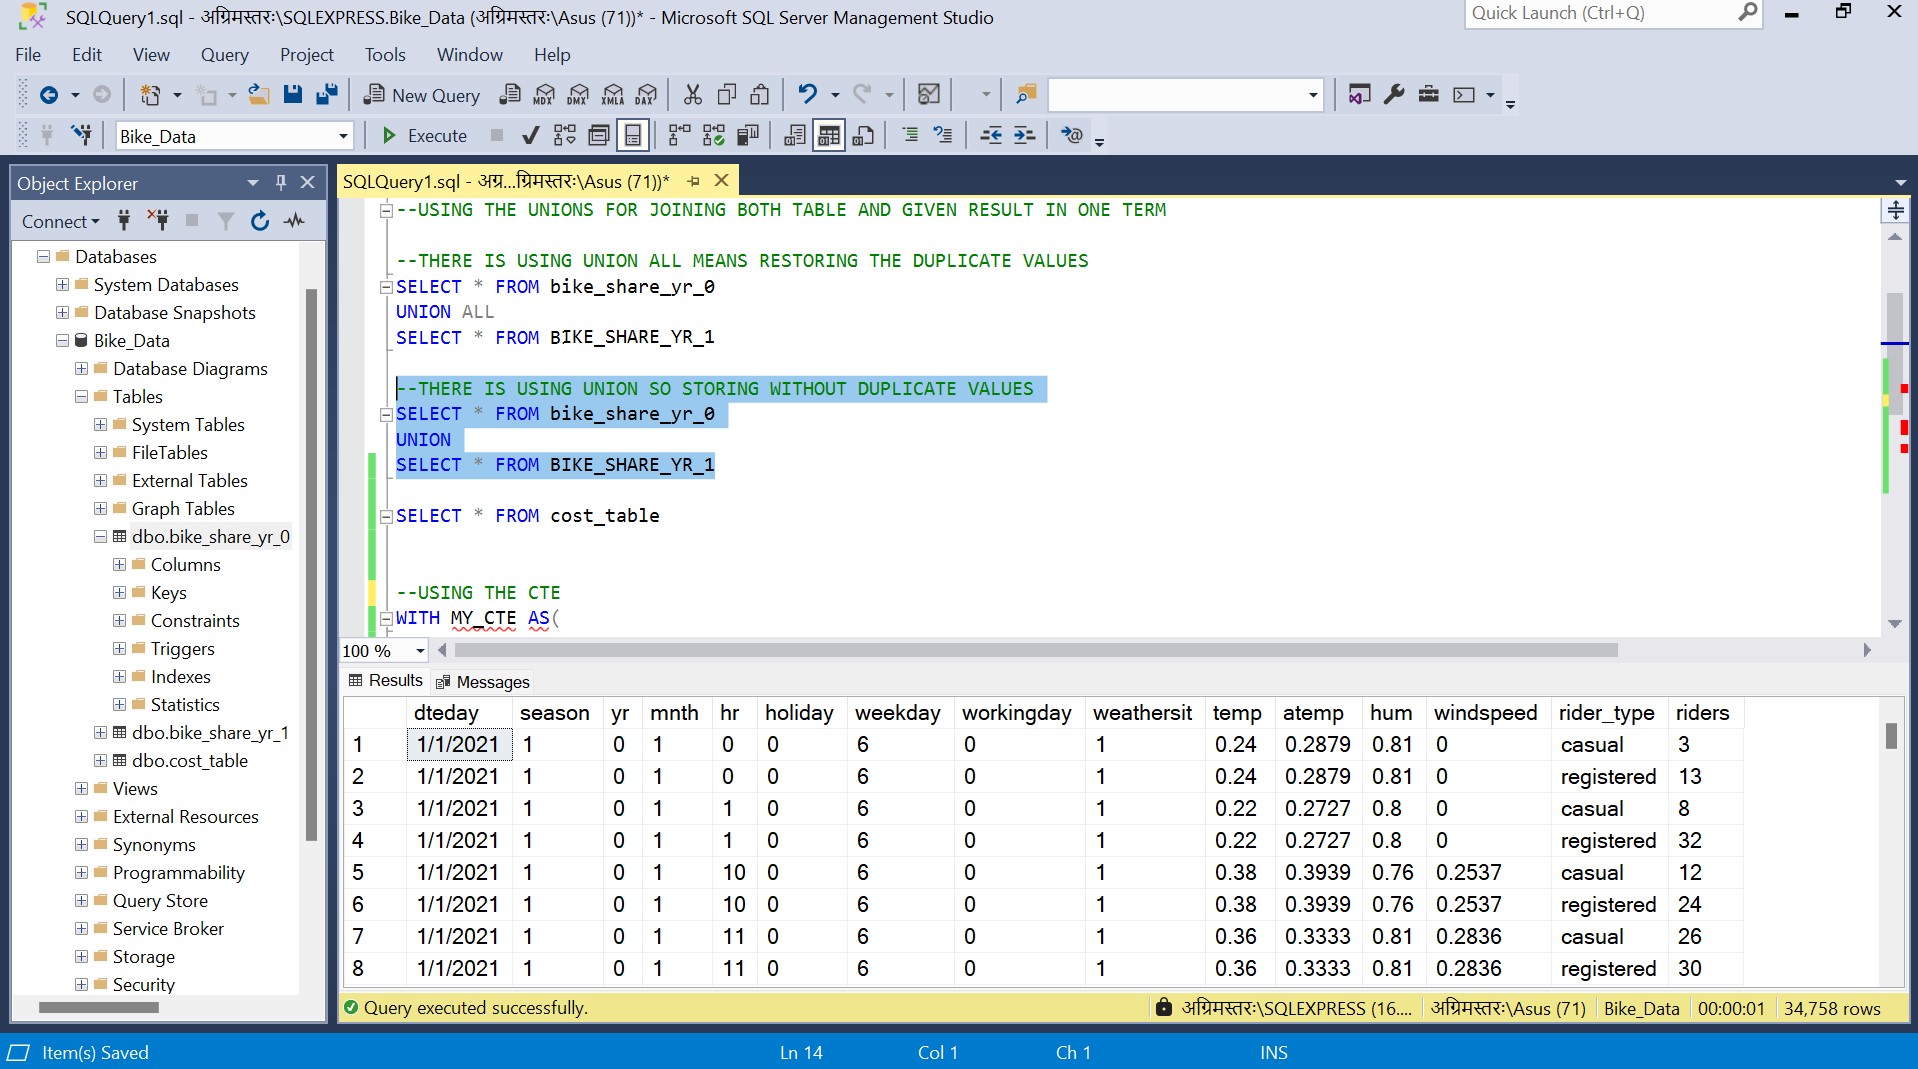 SQLQuery1.sql - अग्रिमस्तरः\SQLEXPRESS.Bike_Data (अग्रिमस्तरः\Asus (71))* - Microsoft SQL Server Management Studio
Quick Launch (Ctrl+Q)
File Edit View Query Project Tools Window Help
New Query MDX DMX XMLA DAX
Bike_Data Execute
Object Explorer
Connect
Databases
System Databases
Database Snapshots
Bike_Data
Database Diagrams
Tables
System Tables
FileTables
External Tables
Graph Tables
dbo.bike_share_yr_0
Columns
Keys
Constraints
Triggers
Indexes
Statistics
dbo.bike_share_yr_1
dbo.cost_table
Views
External Resources
Synonyms
Programmability
Query Store
Service Broker
Storage
Security
SQLQuery1.sql - अग्र...ग्रिमस्तरः\Asus (71))*
--USING THE UNIONS FOR JOINING BOTH TABLE AND GIVEN RESULT IN ONE TERM
--THERE IS USING UNION ALL MEANS RESTORING THE DUPLICATE VALUES
SELECT * FROM bike_share_yr_0
UNION ALL
SELECT * FROM BIKE_SHARE_YR_1
--THERE IS USING UNION SO STORING WITHOUT DUPLICATE VALUES
SELECT * FROM bike_share_yr_0
UNION
SELECT * FROM BIKE_SHARE_YR_1
SELECT * FROM cost_table
--USING THE CTE
WITH MY_CTE AS(
100 %
Results Messages
dteday season yr mnth hr holiday weekday workingday weathersit temp atemp hum windspeed rider_type riders
1 1/1/2021 1 0 1 0 0 6 0 1 0.24 0.2879 0.81 0 casual 3
2 1/1/2021 1 0 1 0 0 6 0 1 0.24 0.2879 0.81 0 registered 13
3 1/1/2021 1 0 1 1 0 6 0 1 0.22 0.2727 0.8 0 casual 8
4 1/1/2021 1 0 1 1 0 6 0 1 0.22 0.2727 0.8 0 registered 32
5 1/1/2021 1 0 1 10 0 6 0 1 0.38 0.3939 0.76 0.2537 casual 12
6 1/1/2021 1 0 1 10 0 6 0 1 0.38 0.3939 0.76 0.2537 registered 24
7 1/1/2021 1 0 1 11 0 6 0 1 0.36 0.3333 0.81 0.2836 casual 26
8 1/1/2021 1 0 1 11 0 6 0 1 0.36 0.3333 0.81 0.2836 registered 30
Query executed successfully. अग्रिमस्तरः\SQLEXPRESS (16.... अग्रिमस्तरः\Asus (71) Bike_Data 00:00:01 34,758 rows
Item(s) Saved Ln 14 Col 1 Ch 1 INS